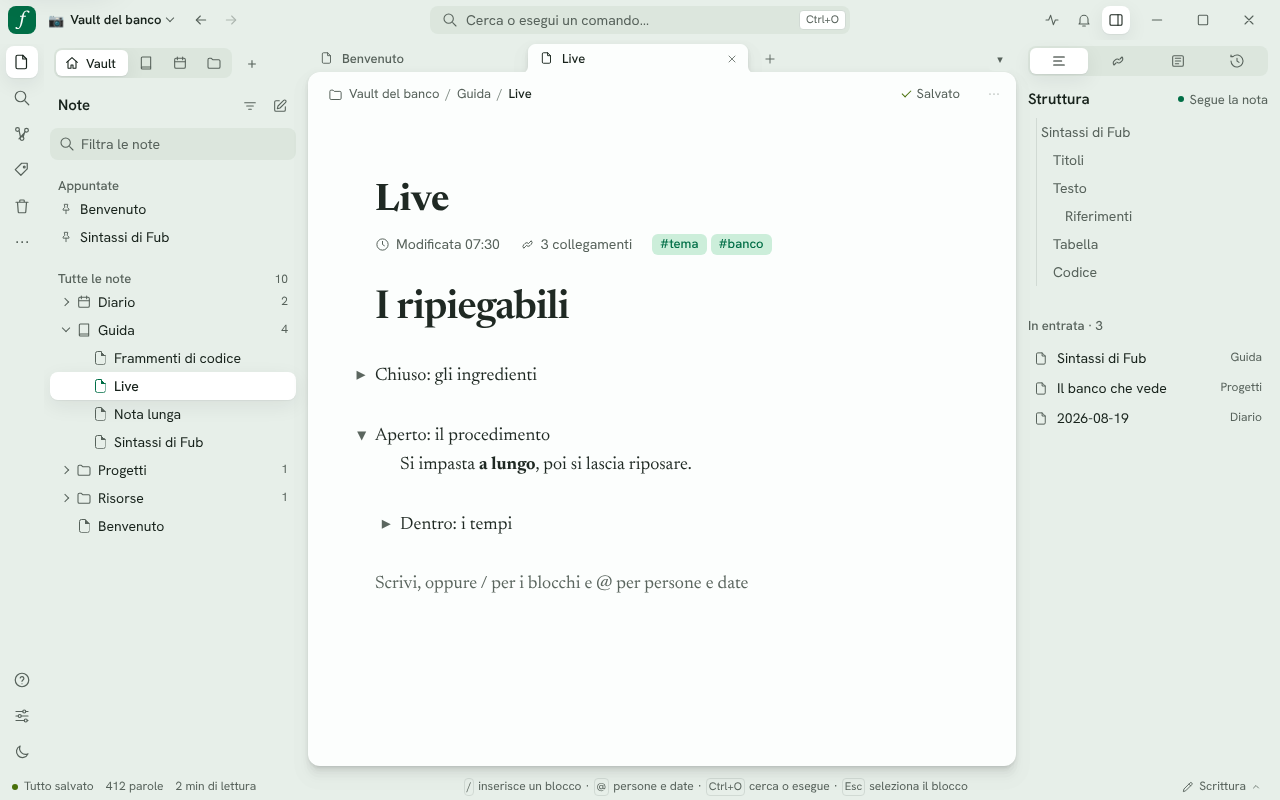 f Vault del banco
Cerca o esegui un comando… Ctrl+O
Vault
Benvenuto
Live
Note
Filtra le note
Appuntate
Benvenuto
Sintassi di Fub
Tutte le note 10
Diario 2
Guida 4
Frammenti di codice
Live
Nota lunga
Sintassi di Fub
Progetti 1
Risorse 1
Benvenuto
Vault del banco / Guida / Live
Salvato
Live
Modificata 07:30 3 collegamenti #tema #banco
I ripiegabili
Chiuso: gli ingredienti
Aperto: il procedimento
Si impasta a lungo, poi si lascia riposare.
Dentro: i tempi
Scrivi, oppure / per i blocchi e @ per persone e date
Struttura Segue la nota
Sintassi di Fub
Titoli
Testo
Riferimenti
Tabella
Codice
In entrata · 3
Sintassi di Fub Guida
Il banco che vede Progetti
2026-08-19 Diario
Tutto salvato 412 parole 2 min di lettura
/ inserisce un blocco · @ persone e date · Ctrl+O cerca o esegue · Esc seleziona il blocco
Scrittura